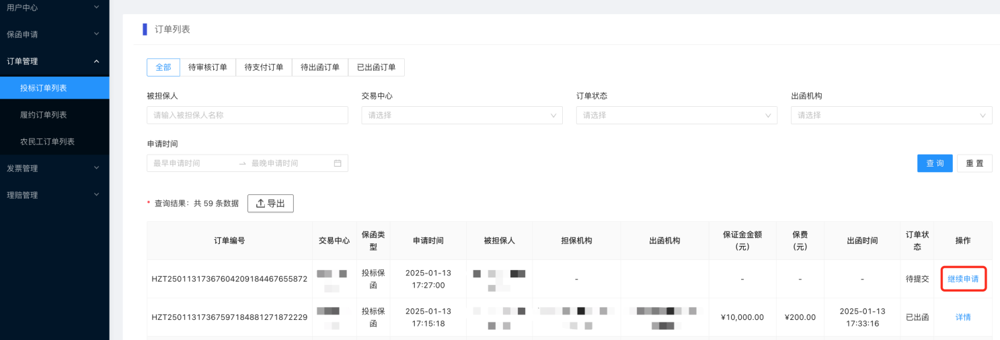 用户中心
保函申请
订单管理
投标订单列表
履约订单列表
农民工订单列表
发票管理
理赔管理
订单列表
全部 待审核订单 待支付订单 待出函订单 已出函订单
被担保人 交易中心 订单状态 出函机构
请输入被担保人名称 请选择 请选择 请选择
申请时间
最早申请时间 → 最晚申请时间
查询 重置
* 查询结果：共 59 条数据 导出
订单编号 交易中心 保函类型 申请时间 被担保人 担保机构 出函机构 保证金金额(元) 保费(元) 出函时间 订单状态 操作
HZT25011317367604209184467655872 投标保函 2025-01-13 17:27:00 - - - - 待提交 继续申请
HZT25011317367597184881271872229 投标保函 2025-01-13 17:15:18 ¥10,000.00 ¥200.00 2025-01-13 17:33:16 已出函 详情